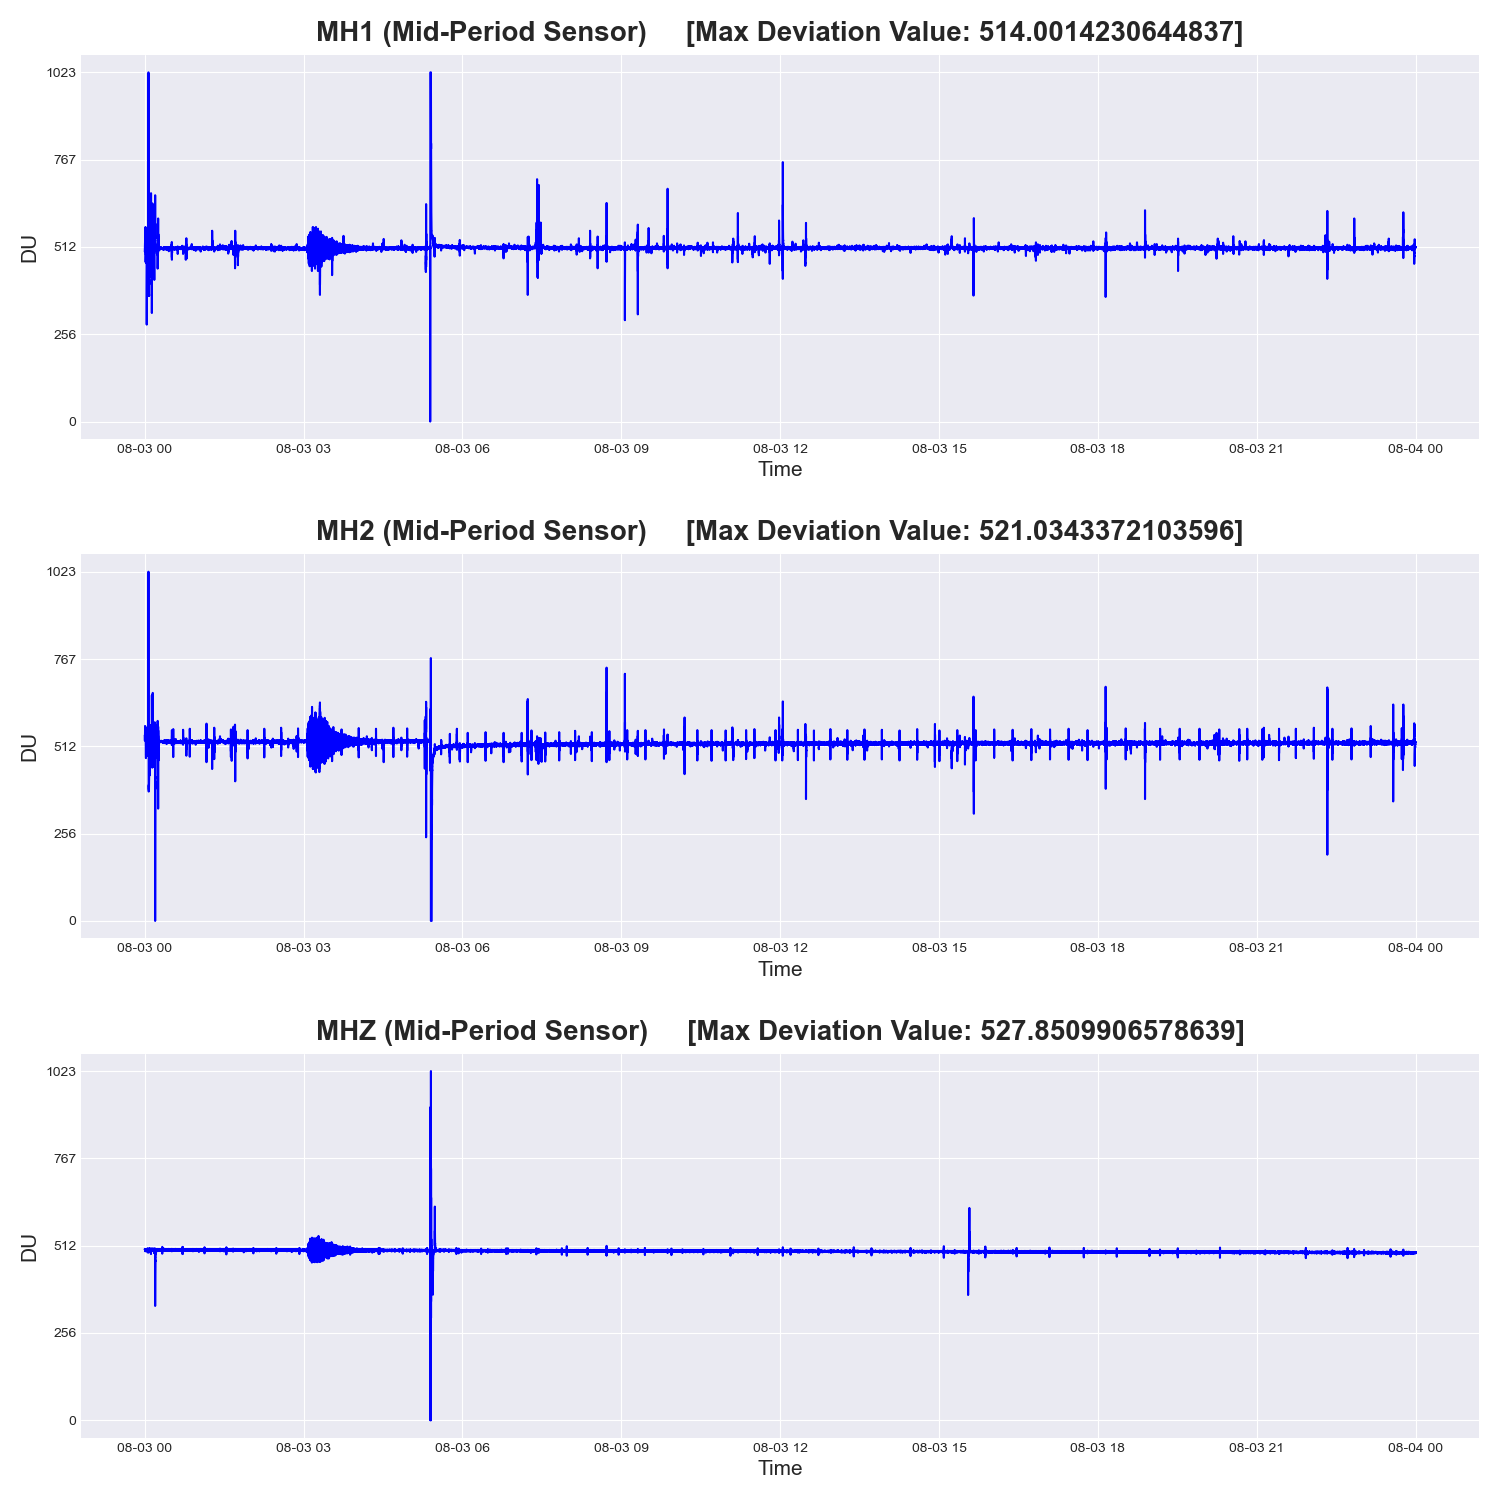 MH1 (Mid-Period Sensor) [Max Deviation Value: 514.0014230644837]
1023
767
512
256
0
DU
08-03 00 08-03 03 08-03 06 08-03 09 08-03 12 08-03 15 08-03 18 08-03 21 08-04 00
Time
MH2 (Mid-Period Sensor) [Max Deviation Value: 521.0343372103596]
1023
767
512
256
0
DU
08-03 00 08-03 03 08-03 06 08-03 09 08-03 12 08-03 15 08-03 18 08-03 21 08-04 00
Time
MHZ (Mid-Period Sensor) [Max Deviation Value: 527.8509906578639]
1023
767
512
256
0
DU
08-03 00 08-03 03 08-03 06 08-03 09 08-03 12 08-03 15 08-03 18 08-03 21 08-04 00
Time